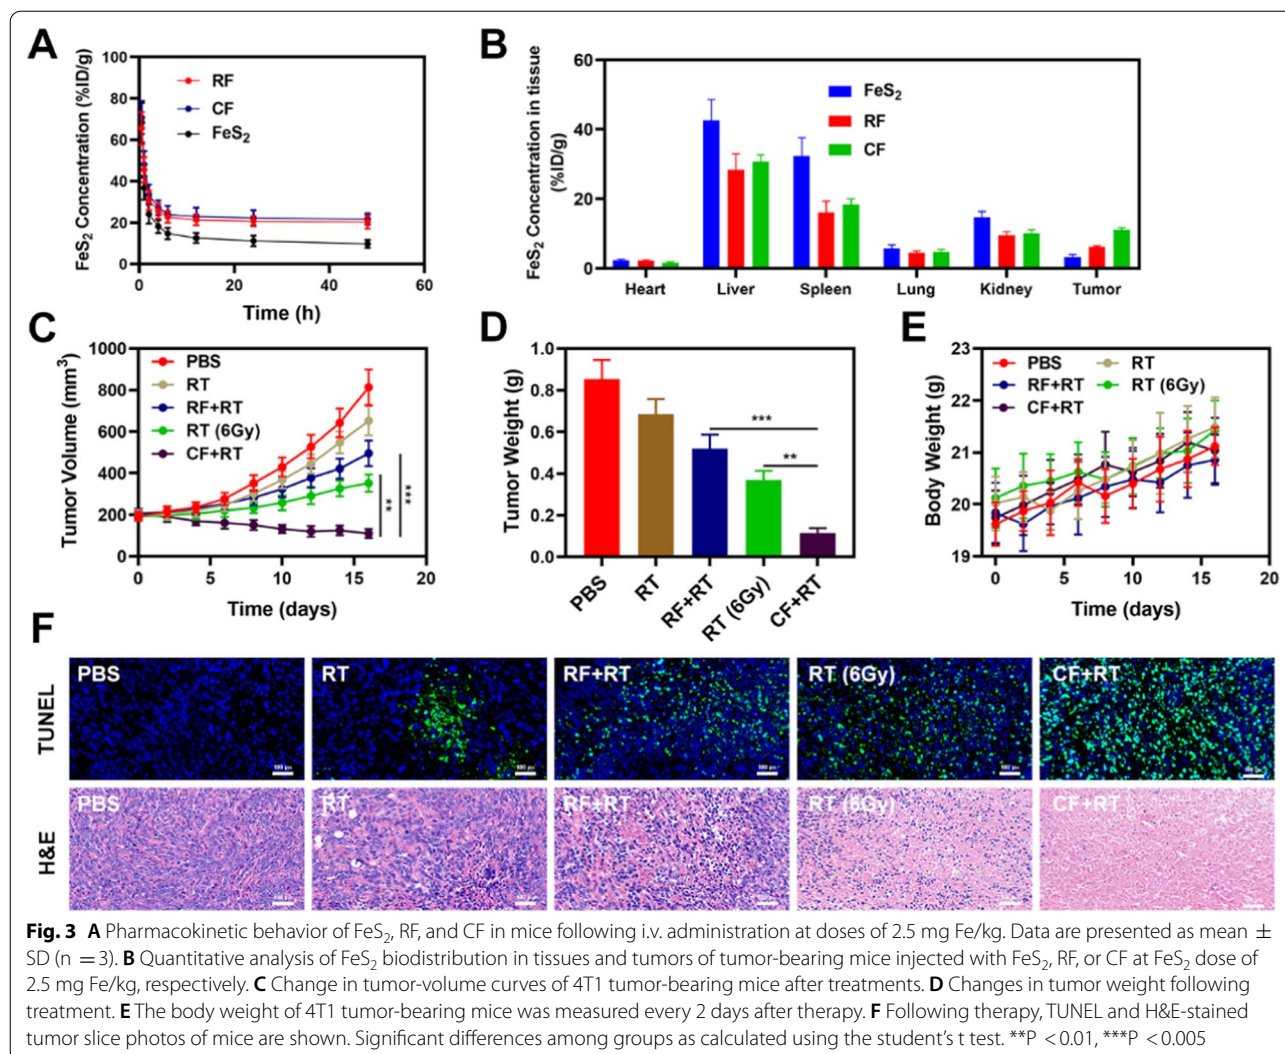 A
FeS₂ Concentration (%ID/g)
100
80
60
40
20
0
RF
CF
FeS₂
0 20 40 60
Time (h)
B
FeS₂ Concentration in tissue
(%ID/g)
60
40
20
0
FeS₂
RF
CF
Heart Liver Spleen Lung Kidney Tumor
C
Tumor Volume (mm³)
1000
800
600
400
200
0
PBS
RT
RF+RT
RT (6Gy)
CF+RT
**
***
0 5 10 15 20
Time (days)
D
Tumor Weight (g)
1.0
0.8
0.6
0.4
0.2
0.0
***
**
PBS RT RF+RT RT (6Gy) CF+RT
E
Body Weight (g)
23
22
21
20
19
PBS RT
RF+RT RT (6Gy)
CF+RT
0 5 10 15 20
Time (days)
F
TUNEL
PBS RT RF+RT RT (6Gy) CF+RT
H&E
PBS RT RF+RT RT (6Gy) CF+RT
Fig. 3 A Pharmacokinetic behavior of FeS₂, RF, and CF in mice following i.v. administration at doses of 2.5 mg Fe/kg. Data are presented as mean ±
SD (n = 3). B Quantitative analysis of FeS₂ biodistribution in tissues and tumors of tumor-bearing mice injected with FeS₂, RF, or CF at FeS₂ dose of
2.5 mg Fe/kg, respectively. C Change in tumor-volume curves of 4T1 tumor-bearing mice after treatments. D Changes in tumor weight following
treatment. E The body weight of 4T1 tumor-bearing mice was measured every 2 days after therapy. F Following therapy, TUNEL and H&E-stained
tumor slice photos of mice are shown. Significant differences among groups as calculated using the student's t test. **P < 0.01, ***P < 0.005